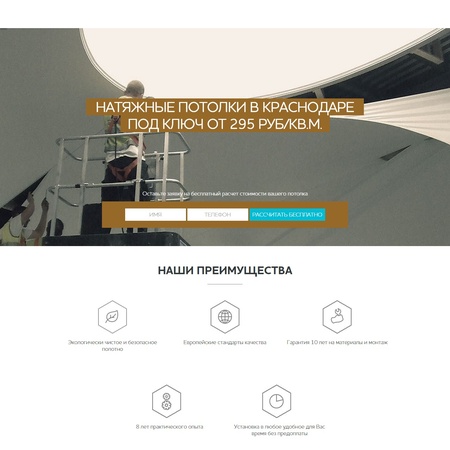 НАТЯЖНЫЕ ПОТОЛКИ В КРАСНОДАРЕ
ПОД КЛЮЧ ОТ 295 РУБ/КВ.М.
Оставьте заявку на бесплатный расчет стоимости вашего потолка
ИМЯ
ТЕЛЕФОН
РАССЧИТАТЬ БЕСПЛАТНО
НАШИ ПРЕИМУЩЕСТВА
Экологически чистое и безопасное
полотно
Европейские стандарты качества
Гарантия 10 лет на материалы и монтаж
8 лет практического опыта
Установка в любое удобное для Вас
время без предоплаты